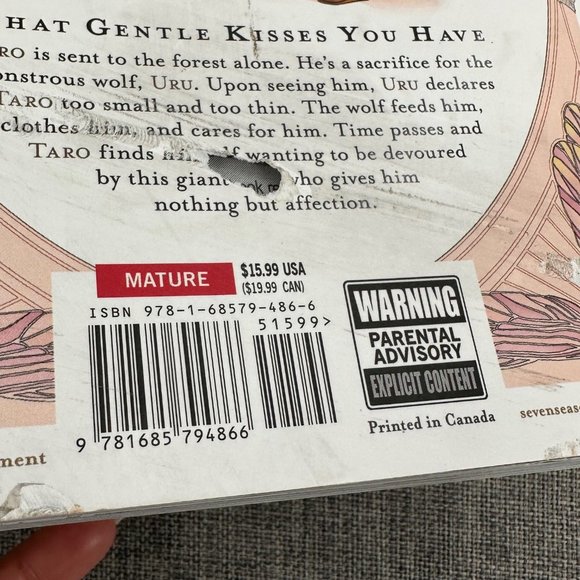 HAT GENTLE KISSES YOU HAVE
RO is sent to the forest alone. He's a sacrifice for the
onstrous wolf, URU. Upon seeing him, URU declares
TARO too small and too thin. The wolf feeds him,
clothes him, and cares for him. Time passes and
TARO finds wanting to be devoured
by this giant who gives him
nothing but affection.
MATURE
$15.99 USA
($19.99 CAN)
ISBN 978-1-68579-486-6
51599>
9 781685 794866
WARNING
PARENTAL
ADVISORY
EXPLICIT CONTENT
Printed in Canada
sevenseas
ment